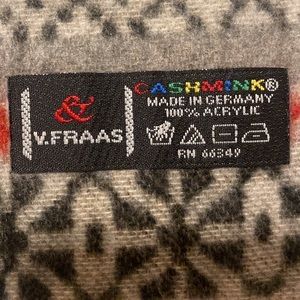 &
V.FRAAS
CASHMINK®
MADE IN GERMANY
100% ACRYLIC
RN 66349